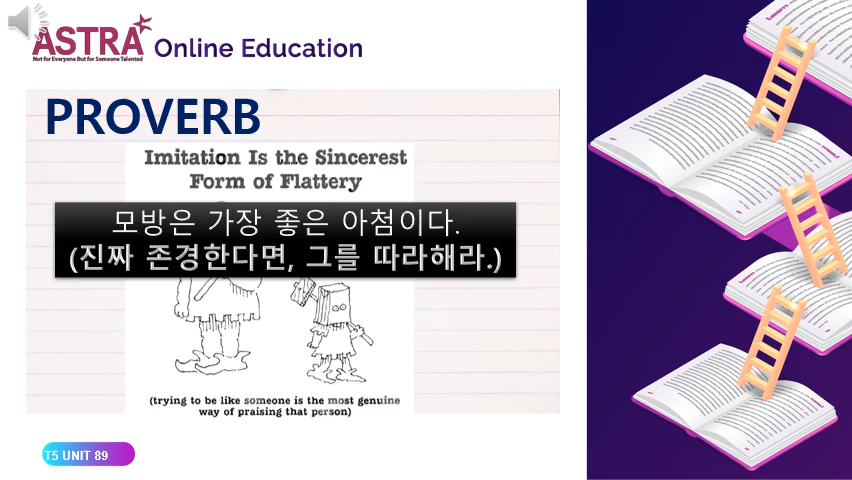 ASTRA Online Education
Not for Everyone But for Someone Talented
PROVERB
Imitation Is the Sincerest
Form of Flattery
모방은 가장 좋은 아첨이다.
(진짜 존경한다면, 그를 따라해라.)
(trying to be like someone is the most genuine
way of praising that person)
T5 UNIT 89